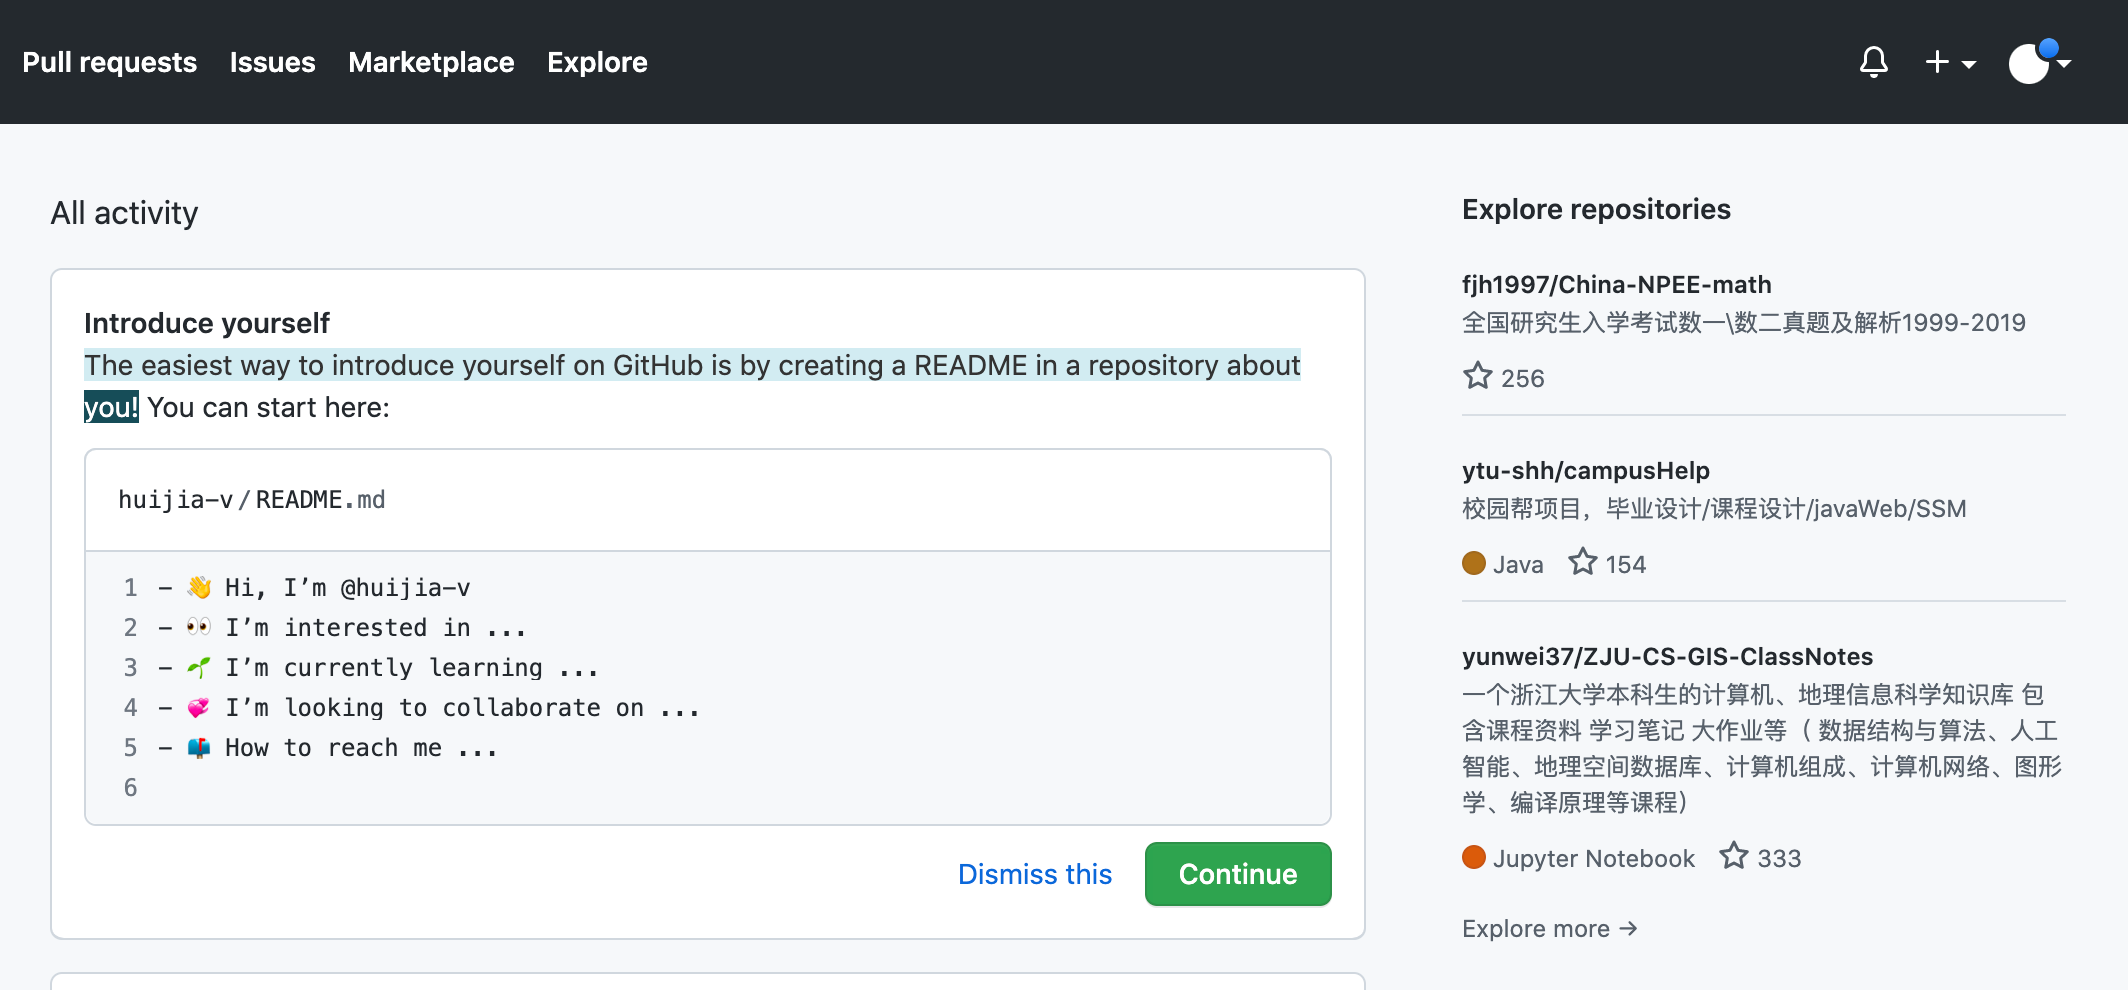 Pull requests Issues Marketplace Explore
All activity
Introduce yourself
The easiest way to introduce yourself on GitHub is by creating a README in a repository about
you! You can start here:
huijia-v/README.md
1 - 👋 Hi, I’m @huijia-v
2 - 👀 I’m interested in ...
3 - 🌱 I’m currently learning ...
4 - 💞️ I’m looking to collaborate on ...
5 - 📫 How to reach me ...
6
Dismiss this Continue
Explore repositories
fjh1997/China-NPEE-math
全国研究生入学考试数一\数二真题及解析1999-2019
256
ytu-shh/campusHelp
校园帮项目，毕业设计/课程设计/javaWeb/SSM
Java 154
yunwei37/ZJU-CS-GIS-ClassNotes
一个浙江大学本科生的计算机、地理信息科学知识库 包
含课程资料 学习笔记 大作业等（ 数据结构与算法、人工
智能、地理空间数据库、计算机组成、计算机网络、图形
学、编译原理等课程）
Jupyter Notebook 333
Explore more →